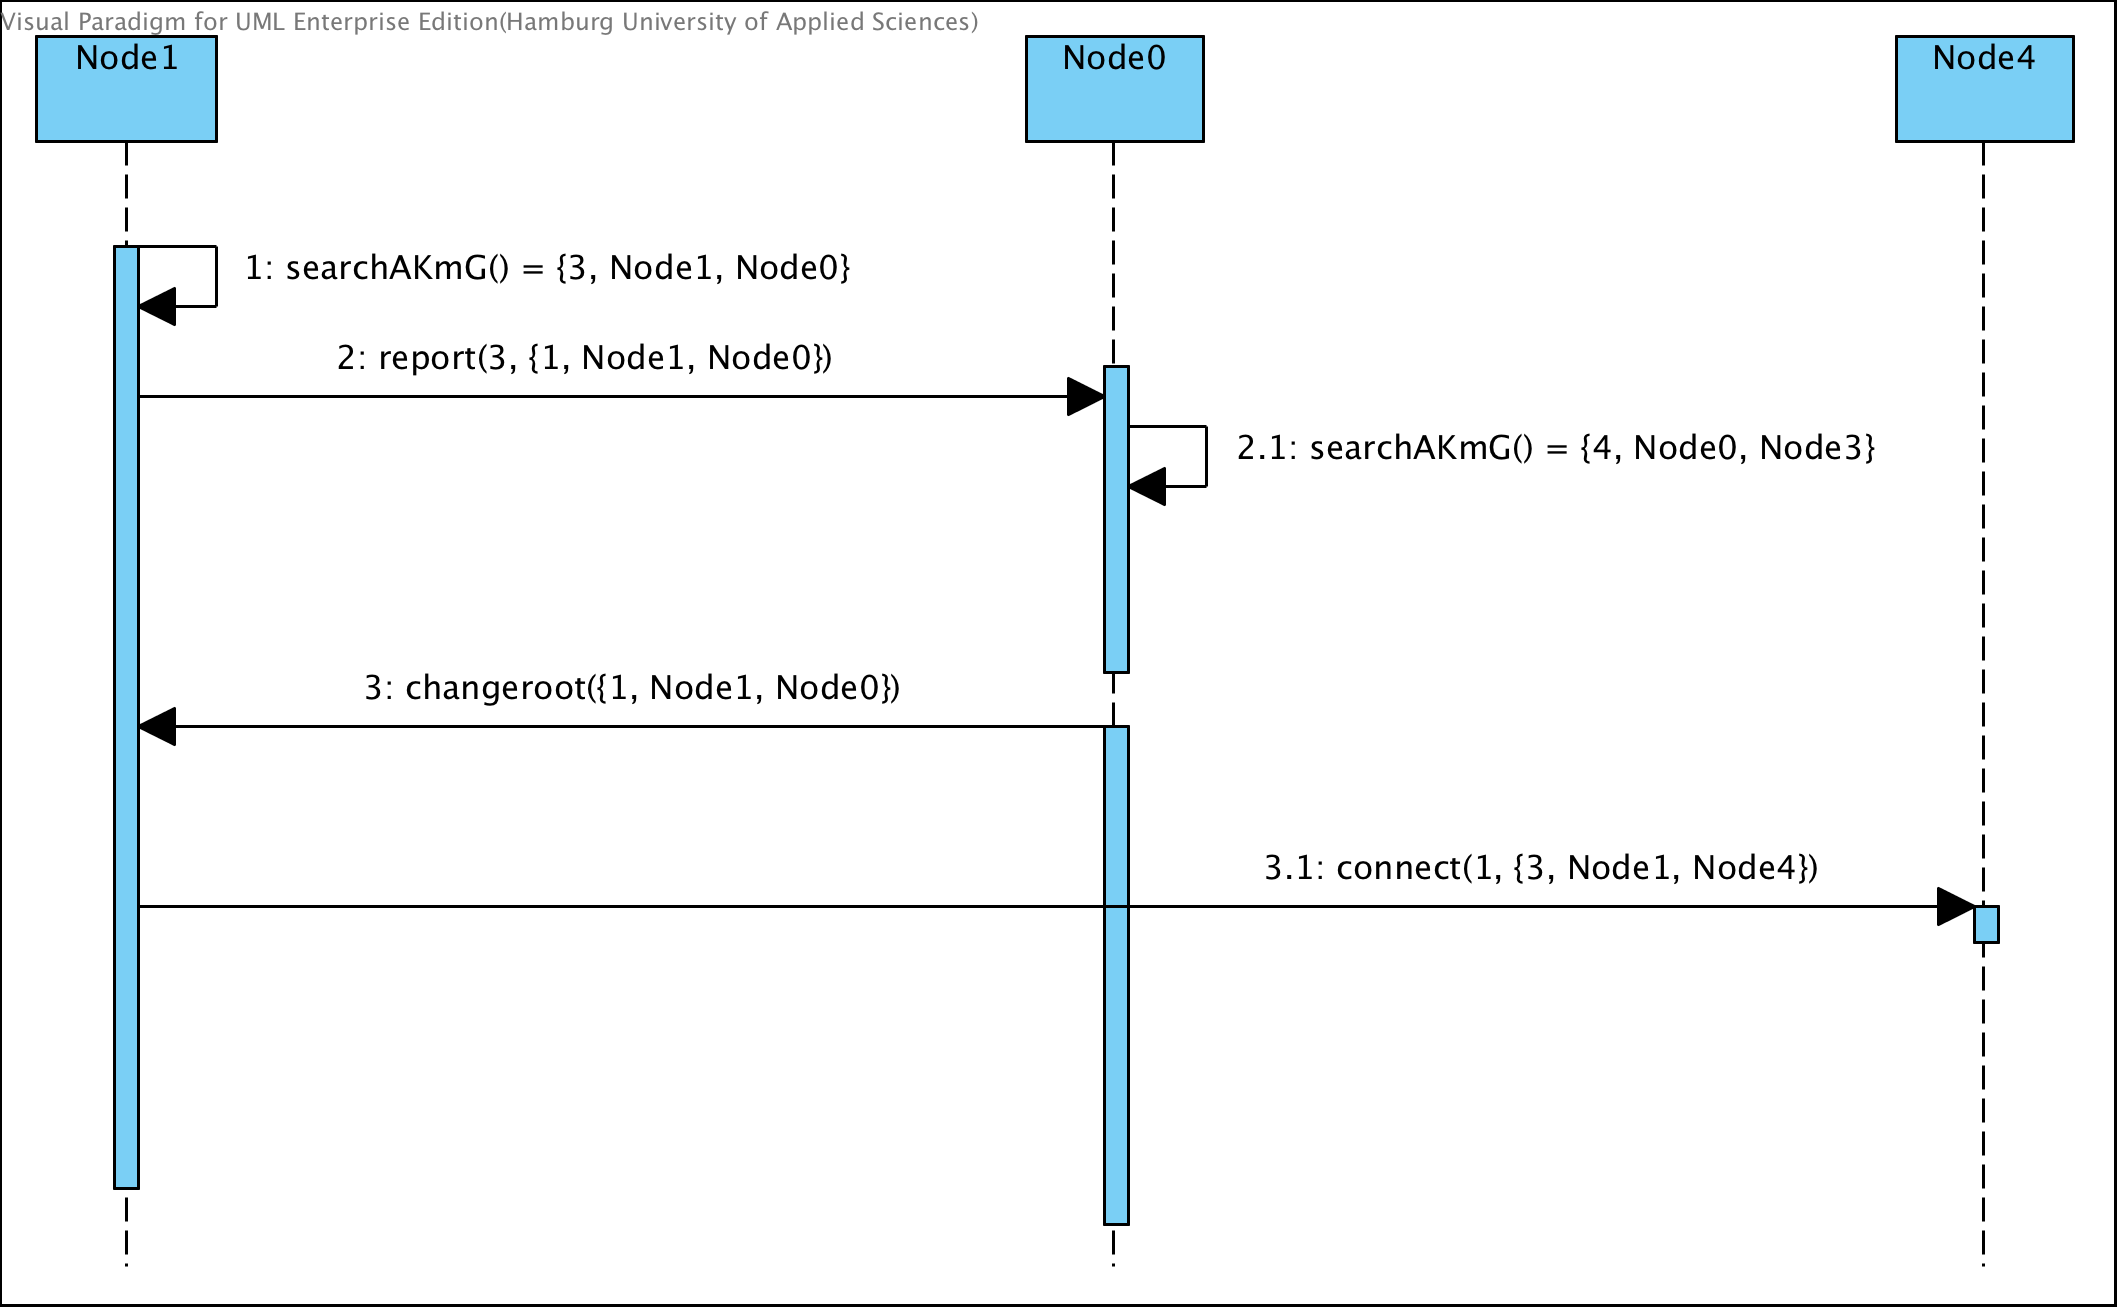 Visual Paradigm for UML Enterprise Edition(Hamburg University of Applied Sciences)
Node1
Node0
Node4
1: searchAKmG() = {3, Node1, Node0}
2: report(3, {1, Node1, Node0})
2.1: searchAKmG() = {4, Node0, Node3}
3: changeroot({1, Node1, Node0})
3.1: connect(1, {3, Node1, Node4})